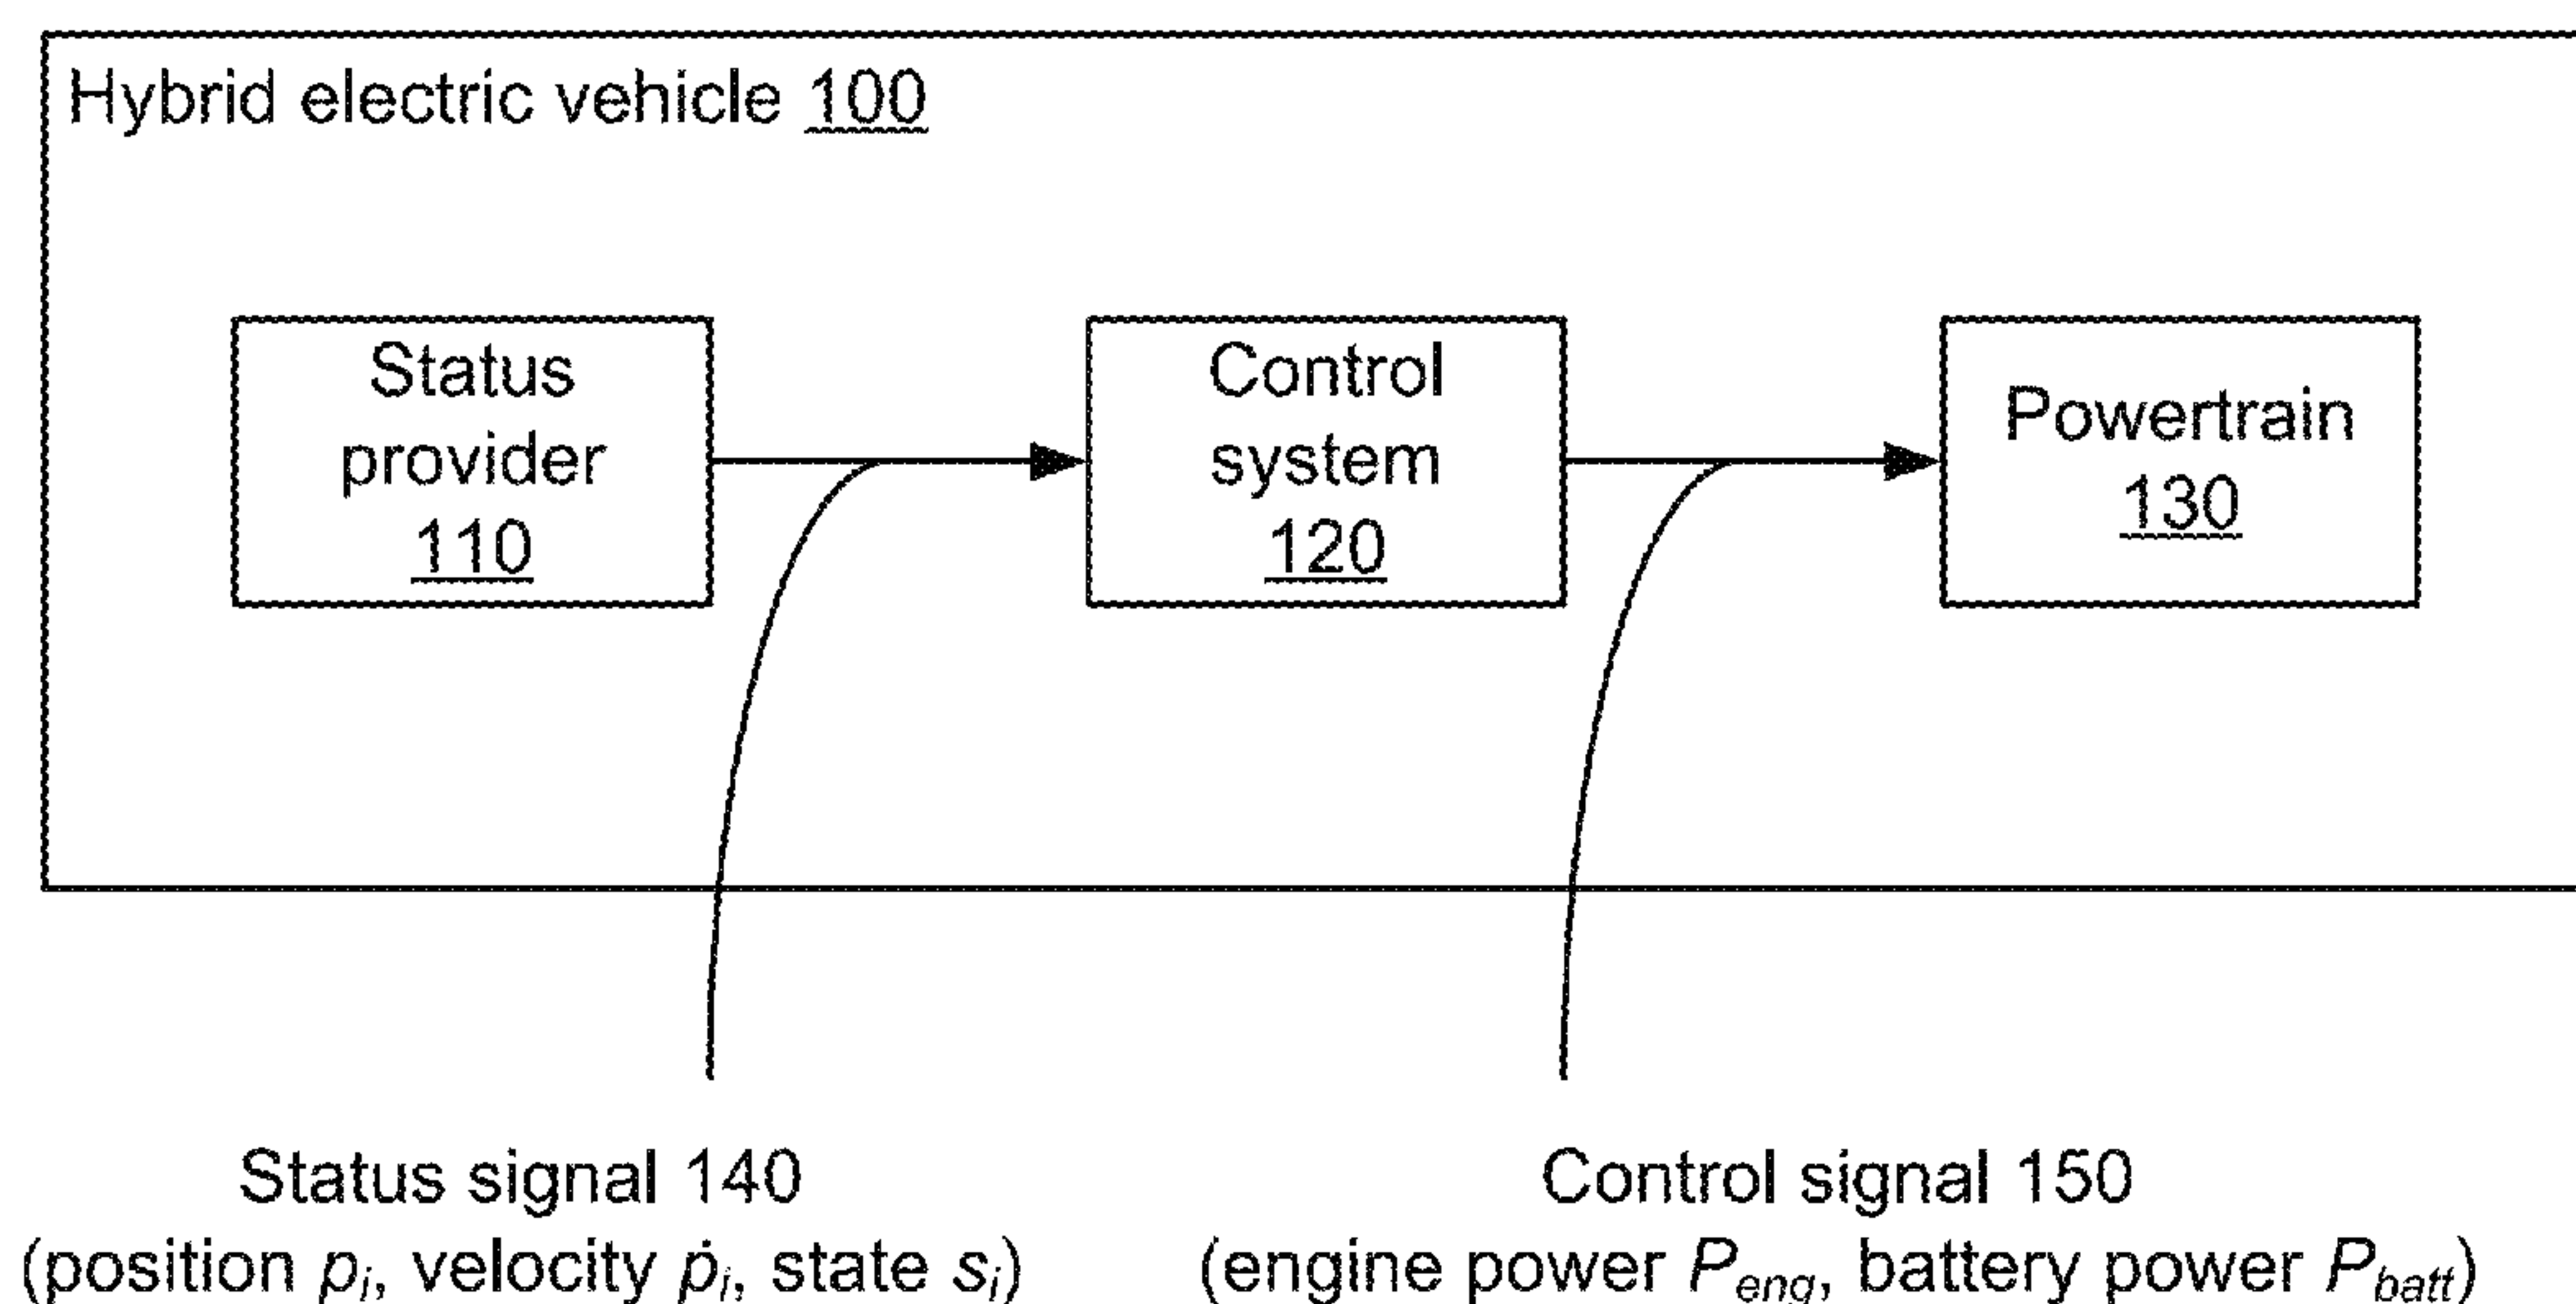 Hybrid electric vehicle 100
Status
provider
110
Control
system
120
Powertrain
130
Status signal 140
(position pᵢ, velocity ṗᵢ, state sᵢ)
Control signal 150
(engine power P_eng, battery power P_batt)